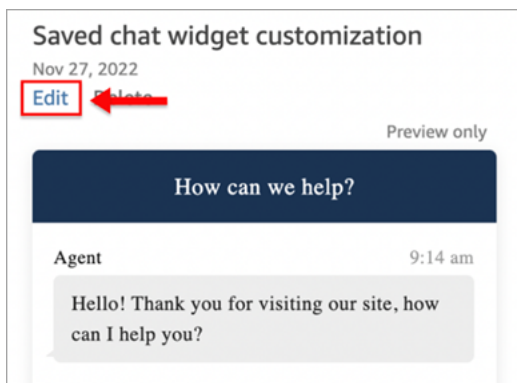 Saved chat widget customization
Nov 27, 2022
Edit Delete
Preview only
How can we help?
Agent 9:14 am
Hello! Thank you for visiting our site, how
can I help you?